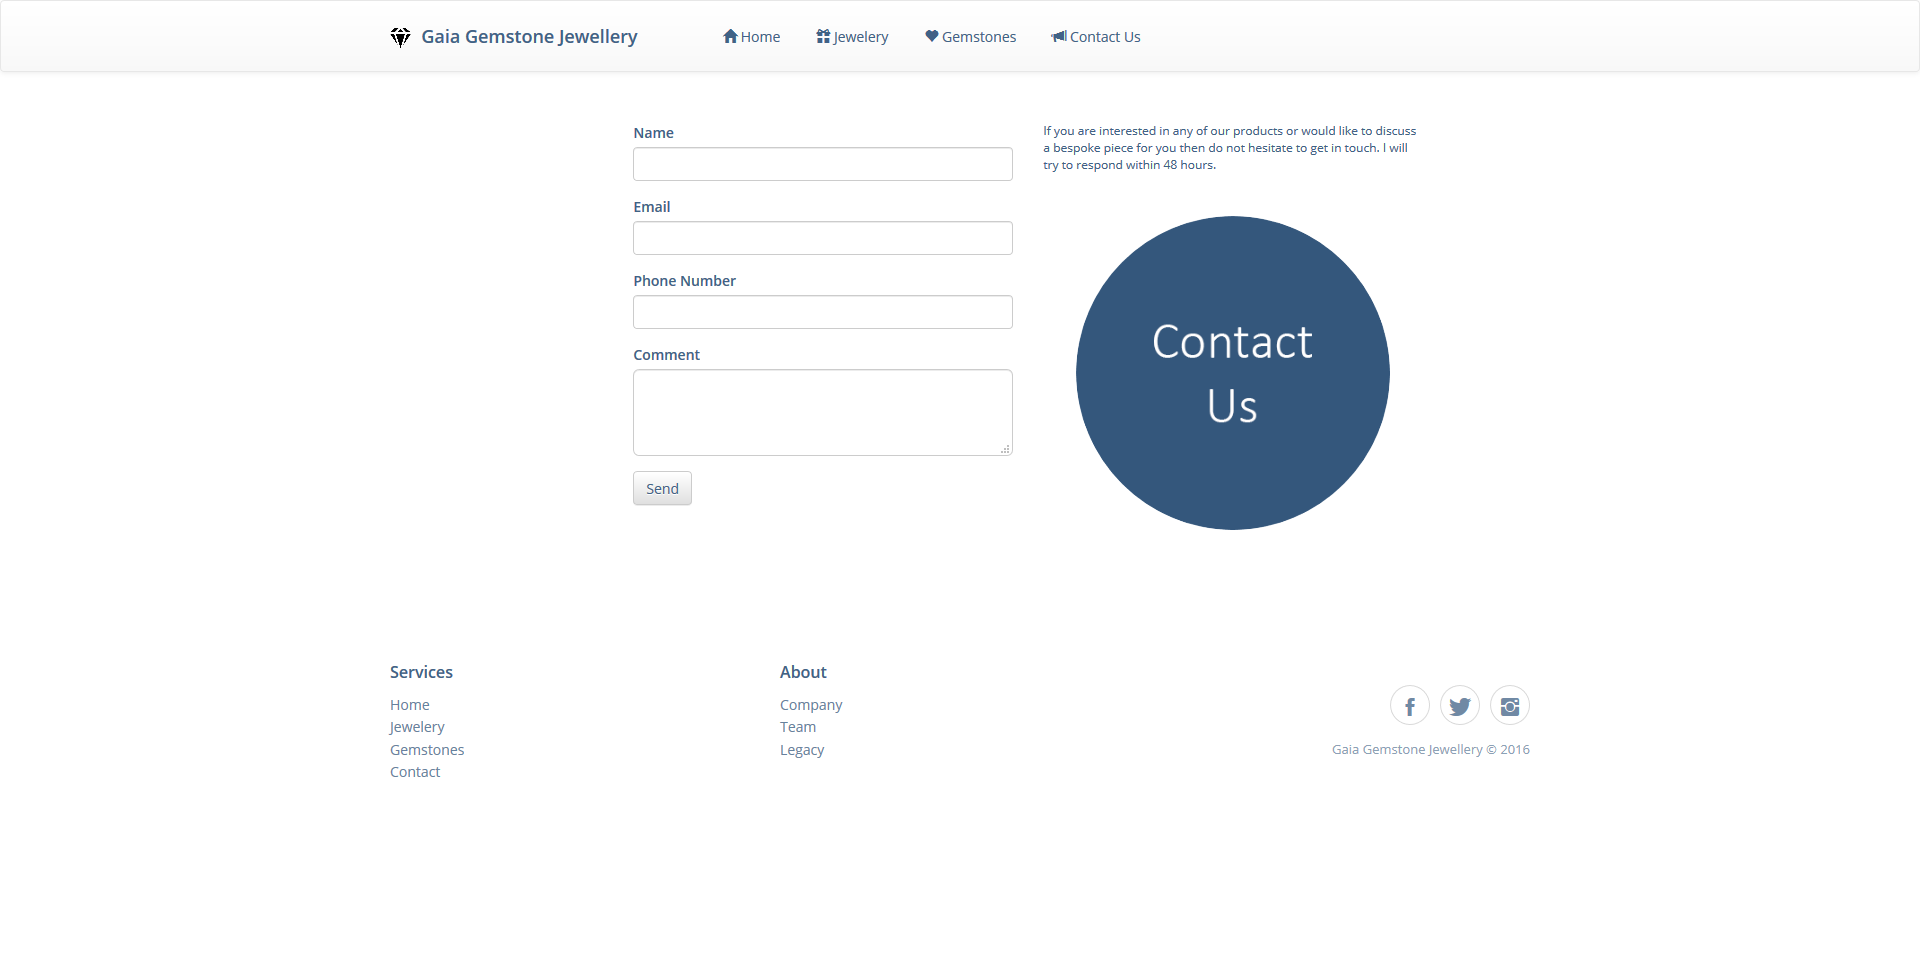 Gaia Gemstone Jewellery
Home
Jewelery
Gemstones
Contact Us
Name
Email
Phone Number
Comment
Send
If you are interested in any of our products or would like to discuss
a bespoke piece for you then do not hesitate to get in touch. I will
try to respond within 48 hours.
Contact
Us
Services
Home
Jewelery
Gemstones
Contact
About
Company
Team
Legacy
Gaia Gemstone Jewellery © 2016